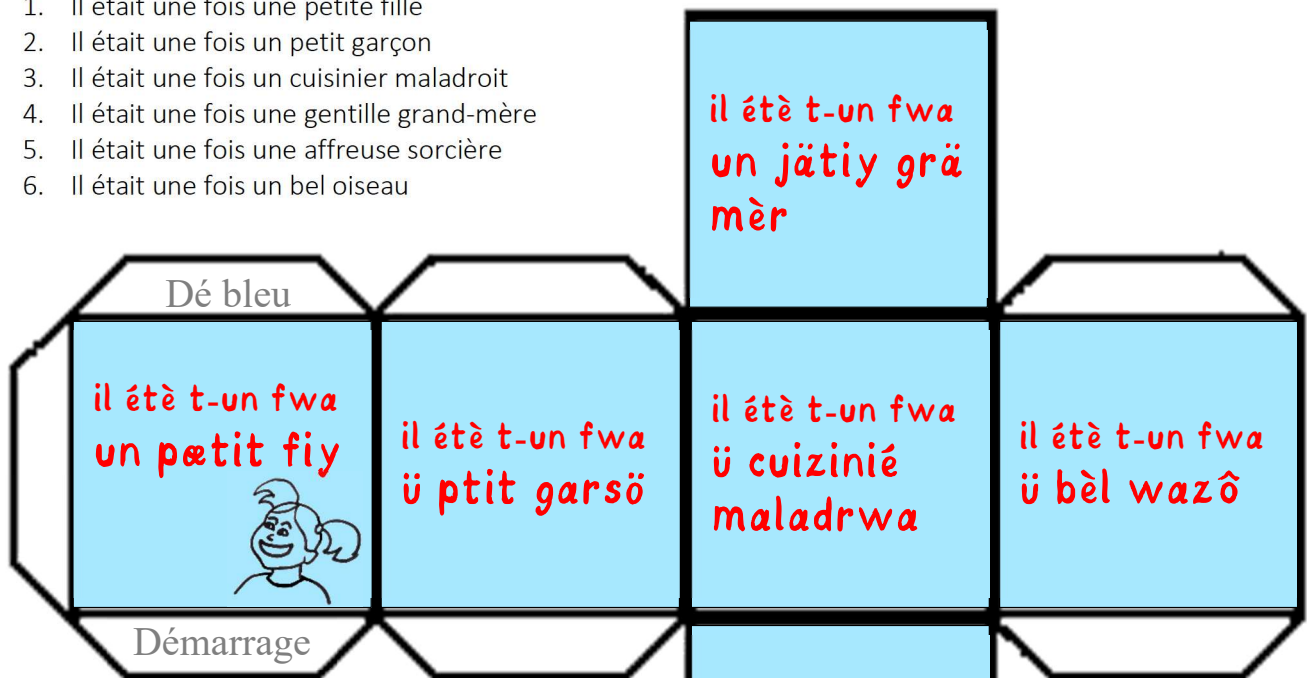 1. Il était une fois une petite fille
2. Il était une fois un petit garçon
3. Il était une fois un cuisinier maladroit
4. Il était une fois une gentille grand-mère
5. Il était une fois une affreuse sorcière
6. Il était une fois un bel oiseau
il étè t-un fwa
un jätiy grä
mèr
Dé bleu
il étè t-un fwa
un pætit fiy
il étè t-un fwa
ü ptit garsö
il étè t-un fwa
ü cuizinié
maladrwa
il étè t-un fwa
ü bèl wazô
Démarrage